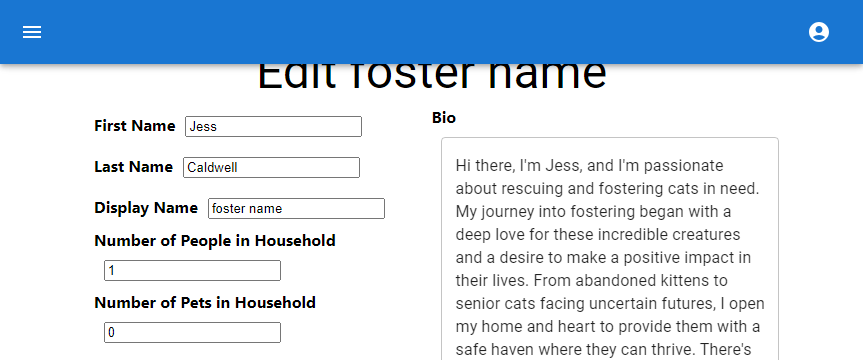 Edit foster name
First Name Jess
Last Name Caldwell
Display Name foster name
Number of People in Household
1
Number of Pets in Household
0
Bio
Hi there, I'm Jess, and I'm passionate
about rescuing and fostering cats in need.
My journey into fostering began with a
deep love for these incredible creatures
and a desire to make a positive impact in
their lives. From abandoned kittens to
senior cats facing uncertain futures, I open
my home and heart to provide them with a
safe haven where they can thrive. There's